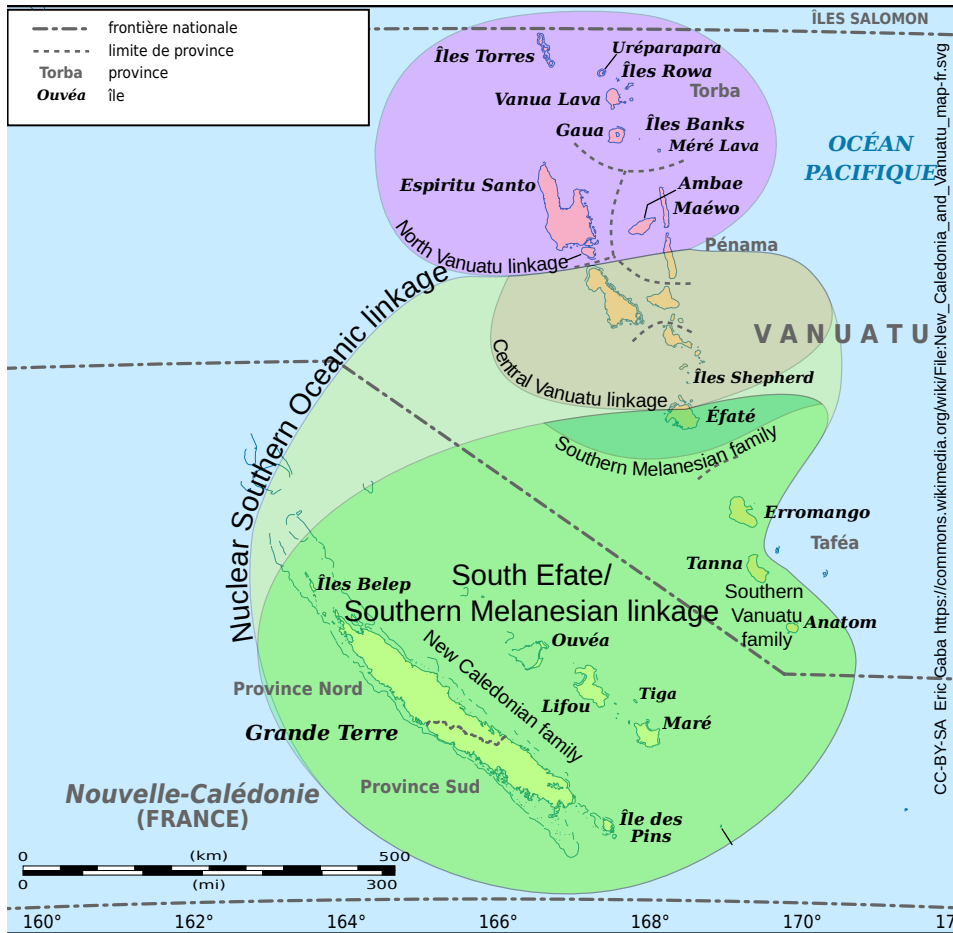 frontière nationale
limite de province
Torba province
Ouvéa île
ÎLES SALOMON
Îles Torres
Uréparapara
Îles Rowa
Vanua Lava
Torba
Gaua
Îles Banks
Méré Lava
OCÉAN
PACIFIQUE
Espiritu Santo
Ambae
Maéwo
Pénama
North Vanuatu linkage
Nuclear Southern Oceanic linkage
VANUATU
Central Vanuatu linkage
Îles Shepherd
Éfaté
Southern Melanesian family
Erromango
Taféa
Tanna
Îles Belep
South Efate/
Southern Melanesian linkage
Southern
Vanuatu
family
Anatom
Ouvéa
New Caledonian family
Province Nord
Lifou
Tiga
Maré
Grande Terre
Province Sud
Nouvelle-Calédonie
(FRANCE)
Île des
Pins
0 (km) 500
0 (mi) 300
160° 162° 164° 166° 168° 170° 17
CC-BY-SA Eric Gaba https://commons.wikimedia.org/wiki/File:New_Caledonia_and_Vanuatu_map-fr.svg